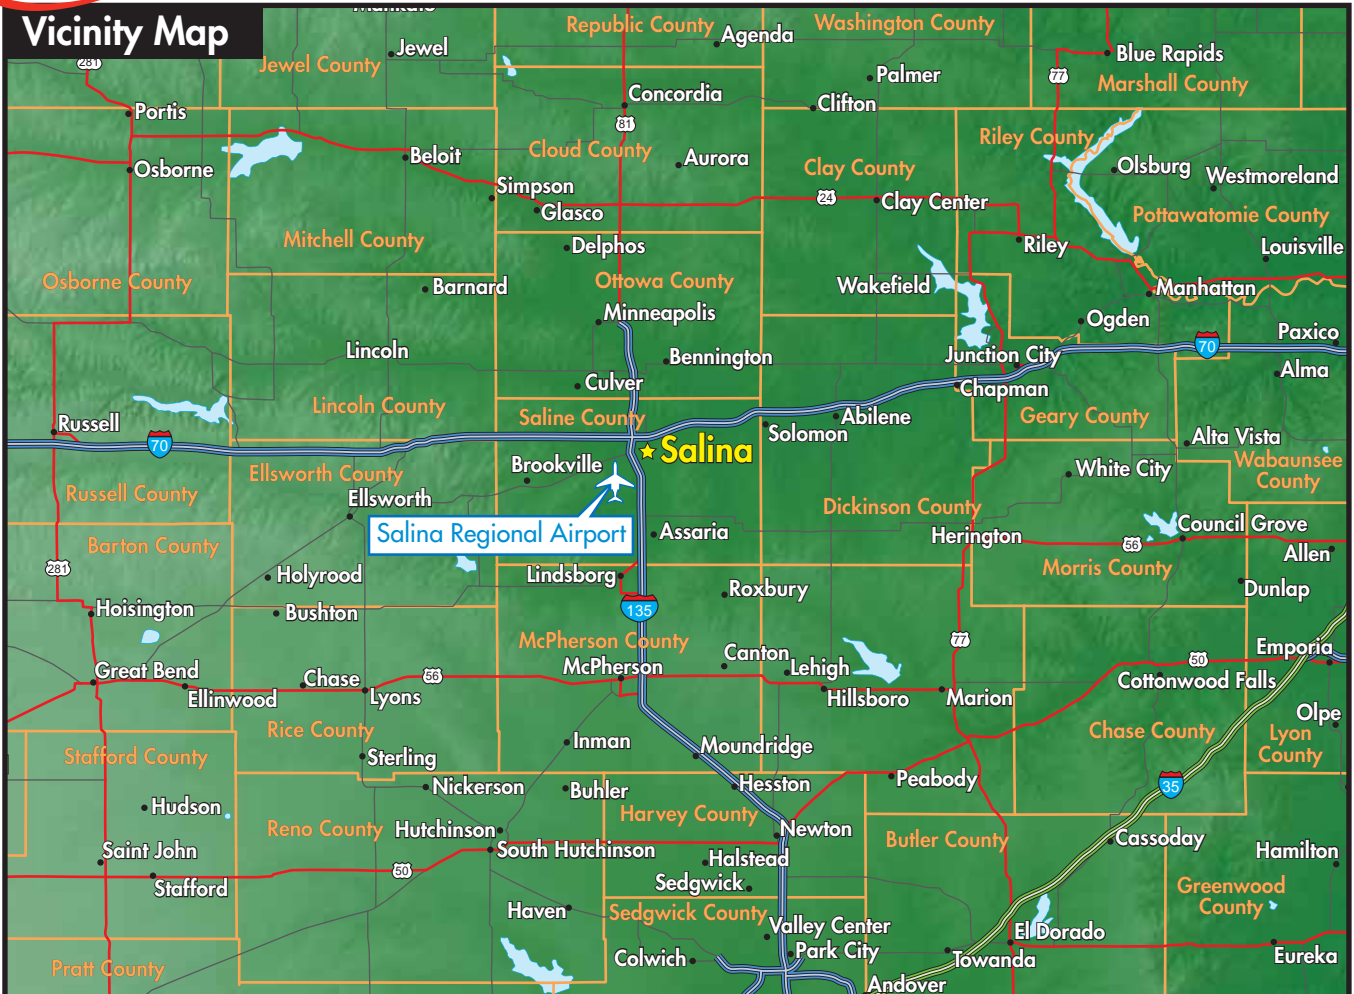 Vicinity Map
Mankato
Republic County
Agenda
Washington County
Jewel
281
Jewel County
Blue Rapids
77
Palmer
Marshall County
Concordia
Clifton
Portis
81
Riley County
Cloud County
Beloit
Aurora
Osborne
Clay County
Olsburg
Westmoreland
Simpson
24
Clay Center
Glasco
Pottawatomie County
Mitchell County
Delphos
Riley
Louisville
Osborne County
Ottawa County
Barnard
Wakefield
Manhattan
Minneapolis
Ogden
Paxico
70
Lincoln
Bennington
Junction City
Alma
Culver
Chapman
Lincoln County
Saline County
Abilene
Geary County
Russell
Solomon
70
Alta Vista
Salina
Brookville
Wabaunsee
County
Ellsworth County
White City
Russell County
Ellsworth
Dickinson County
Salina Regional Airport
Assaria
Council Grove
Herington
56
Barton County
Allen
Morris County
281
Holyrood
Lindsborg
Roxbury
Dunlap
Hoisington
Bushton
135
McPherson County
77
Emporia
Canton
McPherson
Lehigh
50
Great Bend
Chase
56
Cottonwood Falls
Ellinwood
Lyons
Hillsboro
Marion
Olpe
Rice County
Chase County
Lyon
County
Inman
Moundridge
Stafford County
Sterling
Peabody
Nickerson
Buhler
Hesston
35
Hudson
Harvey County
Reno County
Hutchinson
Newton
Butler County
Cassoday
Saint John
South Hutchinson
Halstead
Hamilton
50
Stafford
Sedgwick
Greenwood
County
Haven
Sedgwick County
Valley Center
El Dorado
Park City
Colwich
Towanda
Eureka
Pratt County
Andover